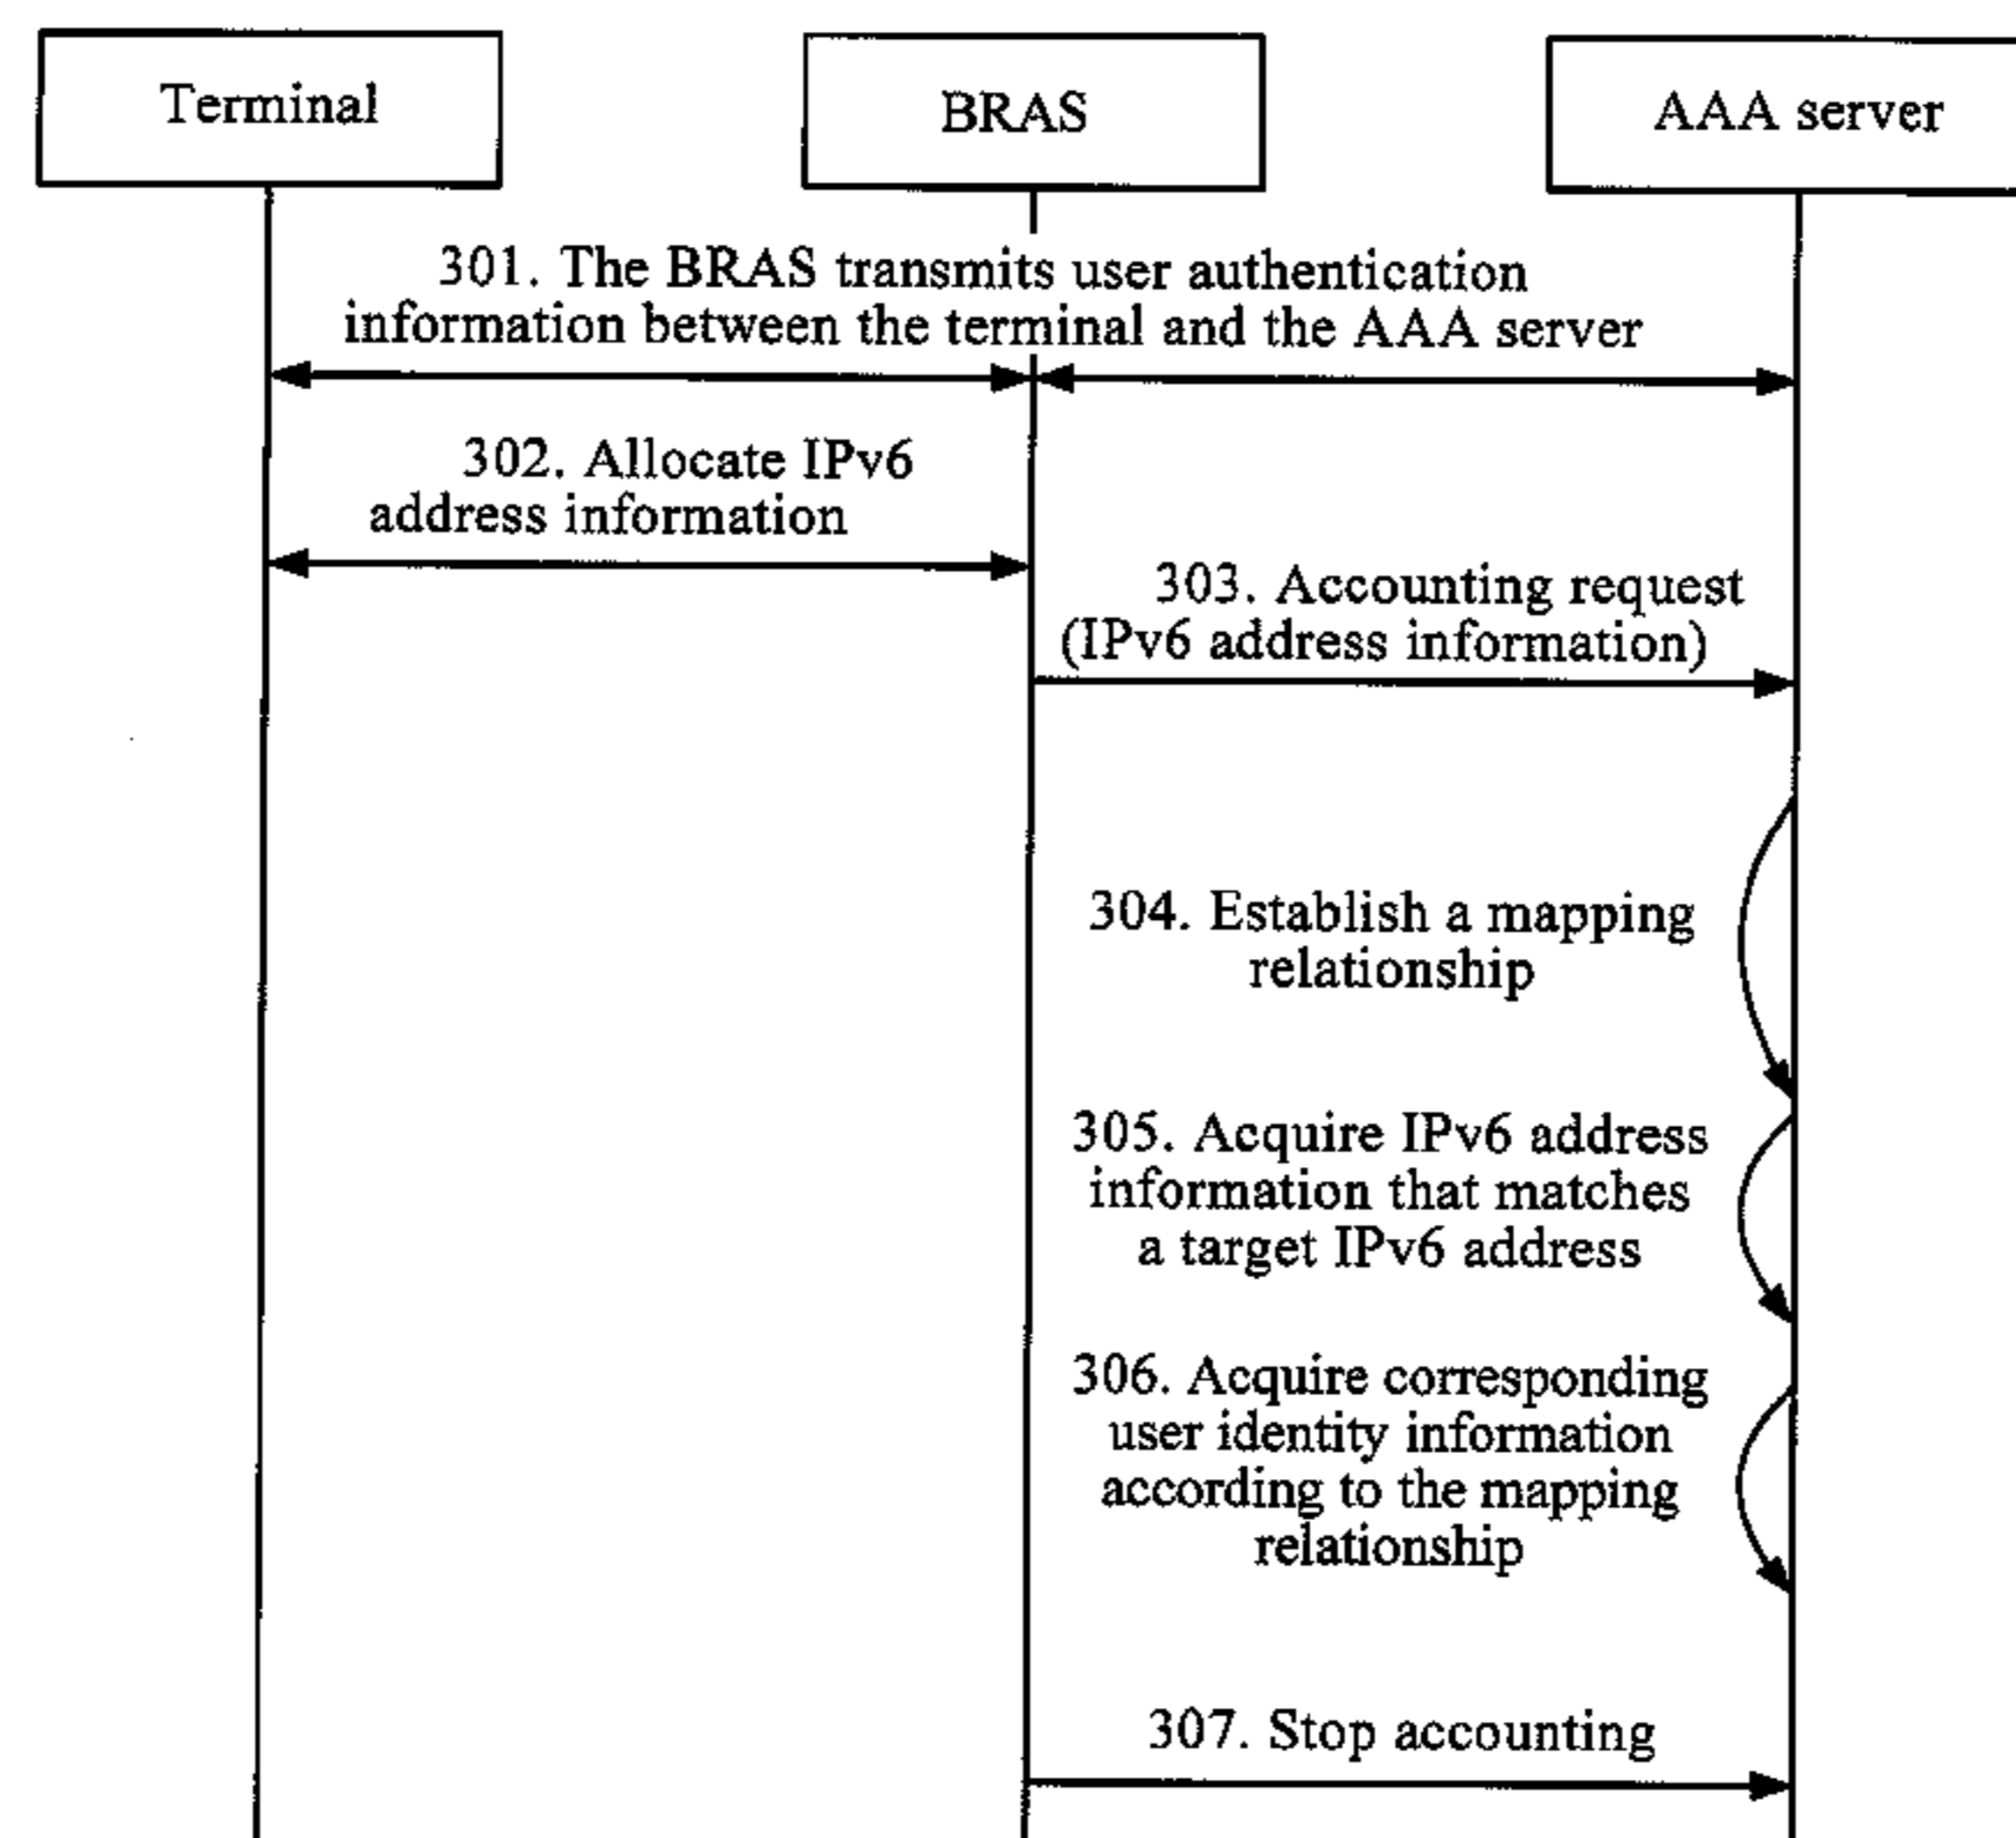 Terminal
BRAS
AAA server
301. The BRAS transmits user authentication
information between the terminal and the AAA server
302. Allocate IPv6
address information
303. Accounting request
(IPv6 address information)
304. Establish a mapping
relationship
305. Acquire IPv6 address
information that matches
a target IPv6 address
306. Acquire corresponding
user identity information
according to the mapping
relationship
307. Stop accounting